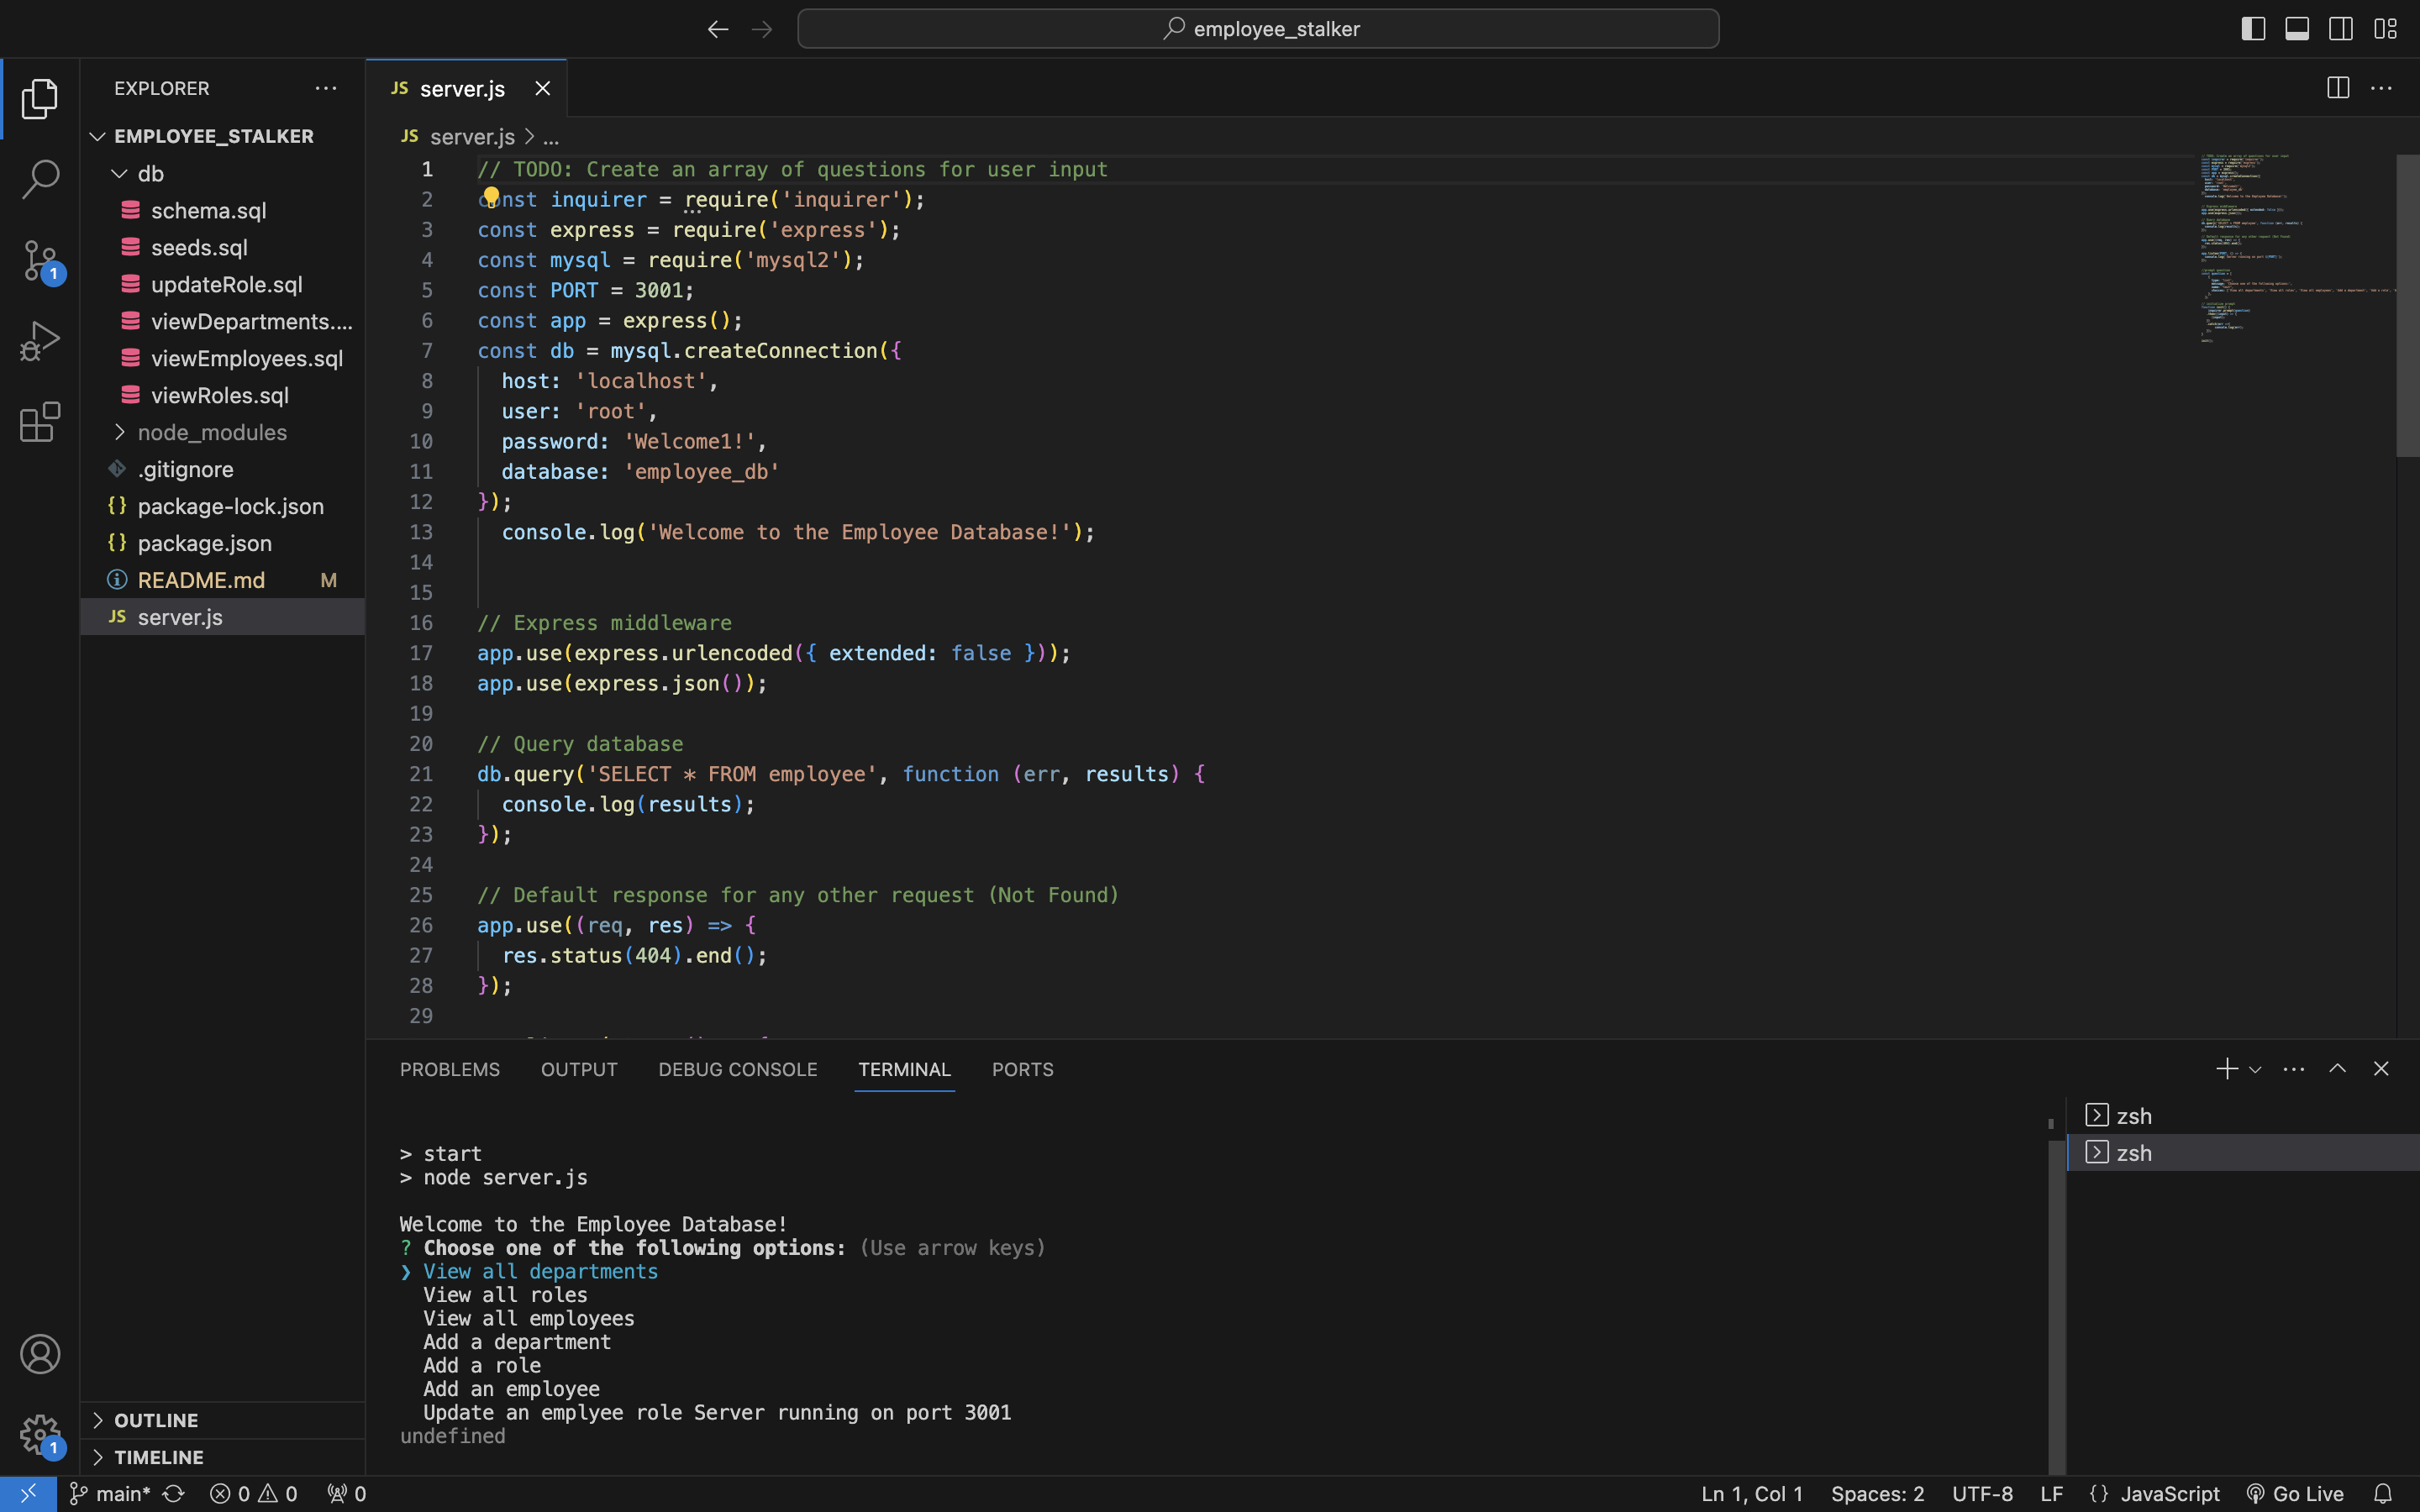 employee_stalker
EXPLORER
EMPLOYEE_STALKER
db
schema.sql
seeds.sql
updateRole.sql
viewDepartments....
viewEmployees.sql
viewRoles.sql
node_modules
.gitignore
package-lock.json
package.json
README.md M
JS server.js
OUTLINE
TIMELINE
1
1
JS server.js
JS server.js > ...
1 // TODO: Create an array of questions for user input
2 const inquirer = require('inquirer');
3 const express = require('express');
4 const mysql = require('mysql2');
5 const PORT = 3001;
6 const app = express();
7 const db = mysql.createConnection({
8 host: 'localhost',
9 user: 'root',
10 password: 'Welcome1!',
11 database: 'employee_db'
12 });
13 console.log('Welcome to the Employee Database!');
14
15
16 // Express middleware
17 app.use(express.urlencoded({ extended: false }));
18 app.use(express.json());
19
20 // Query database
21 db.query('SELECT * FROM employee', function (err, results) {
22 console.log(results);
23 });
24
25 // Default response for any other request (Not Found)
26 app.use((req, res) => {
27 res.status(404).end();
28 });
29
PROBLEMS OUTPUT DEBUG CONSOLE TERMINAL PORTS
> start
> node server.js
Welcome to the Employee Database!
? Choose one of the following options: (Use arrow keys)
❯ View all departments
View all roles
View all employees
Add a department
Add a role
Add an employee
Update an emplyee role Server running on port 3001
undefined
zsh
zsh
main* 0 0 0 Ln 1, Col 1 Spaces: 2 UTF-8 LF {} JavaScript Go Live